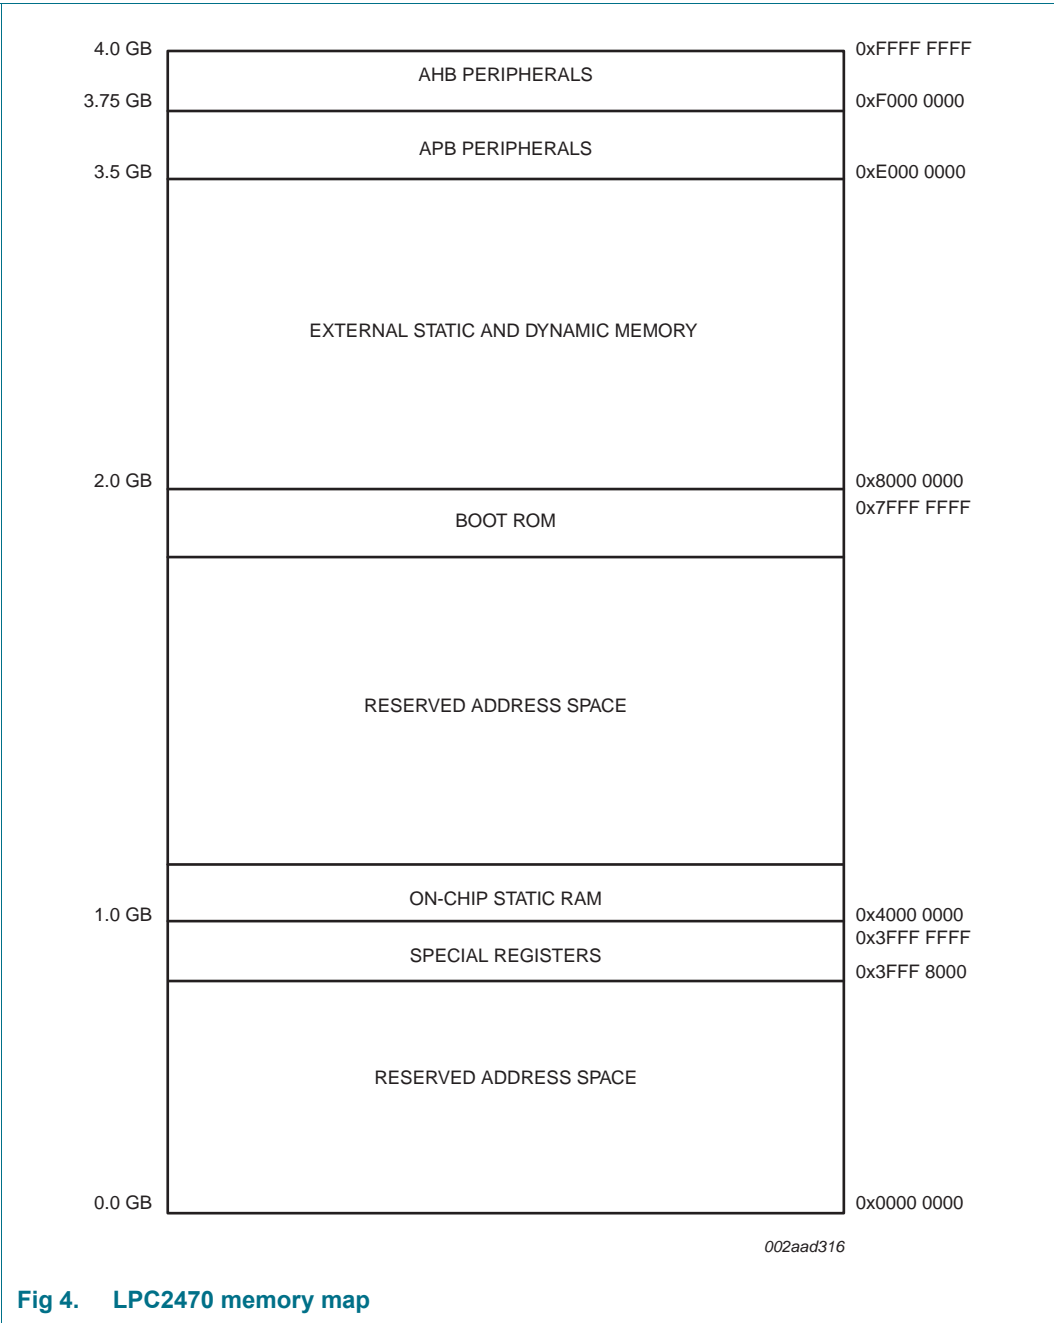 4.0 GB 0xFFFF FFFF
AHB PERIPHERALS
3.75 GB 0xF000 0000
APB PERIPHERALS
3.5 GB 0xE000 0000
EXTERNAL STATIC AND DYNAMIC MEMORY
2.0 GB 0x8000 0000
0x7FFF FFFF
BOOT ROM
RESERVED ADDRESS SPACE
ON-CHIP STATIC RAM
1.0 GB 0x4000 0000
0x3FFF FFFF
SPECIAL REGISTERS
0x3FFF 8000
RESERVED ADDRESS SPACE
0.0 GB 0x0000 0000
002aad316
Fig 4. LPC2470 memory map